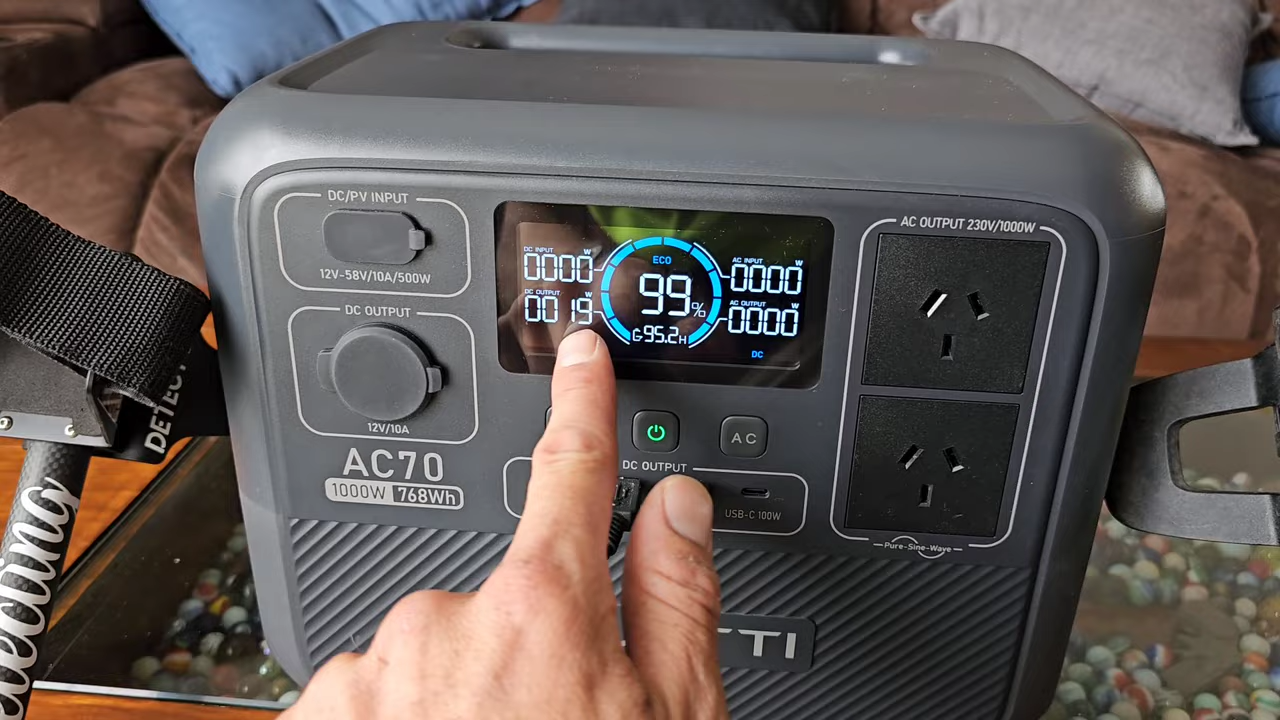 DC/PV INPUT
12V-58V/10A/500W
DC OUTPUT
12V/10A
AC70
1000W 768Wh
DC INPUT W
0000
DC OUTPUT W
0019
ECO
99%
95.2H
AC INPUT W
0000
AC OUTPUT W
0000
DC
AC
DC OUTPUT
USB-C 100W
AC OUTPUT 230V/1000W
Pure-Sine-Wave
TTI
DETECT
ecting